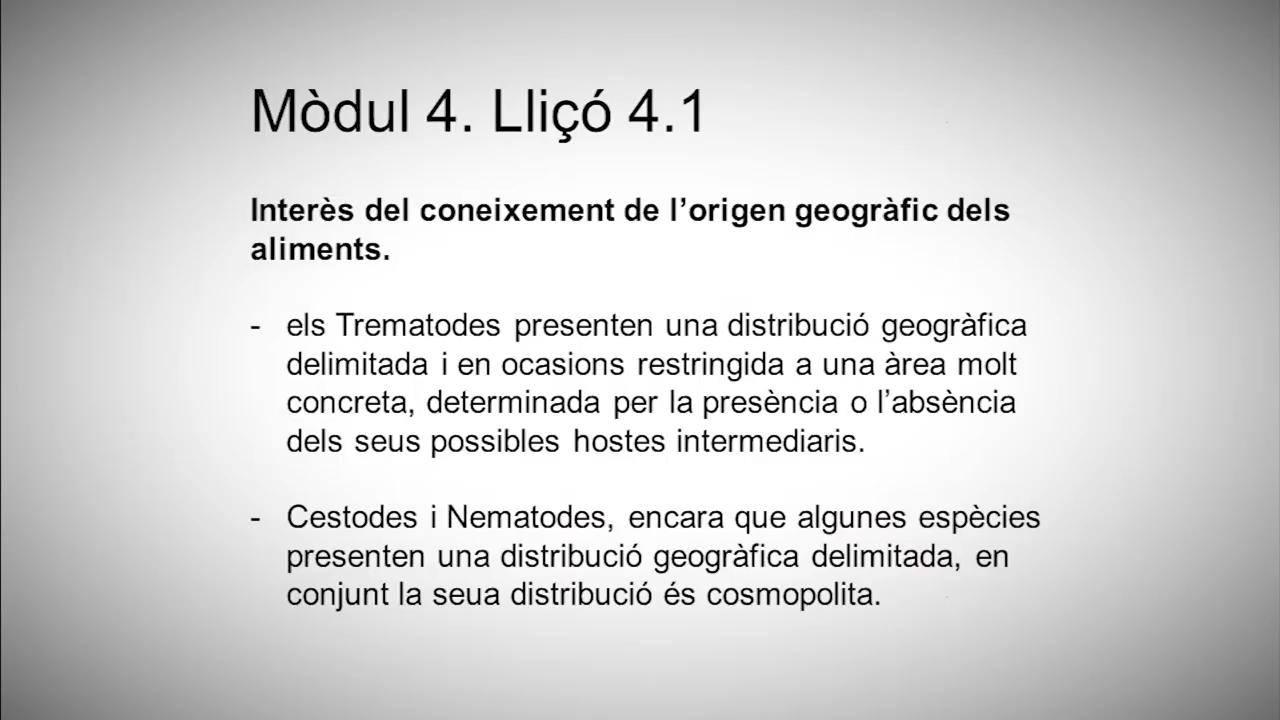 Mòdul 4. Lliçó 4.1
Interès del coneixement de l’origen geogràfic dels
aliments.
- els Trematodes presenten una distribució geogràfica
delimitada i en ocasions restringida a una àrea molt
concreta, determinada per la presència o l’absència
dels seus possibles hostes intermediaris.
- Cestodes i Nematodes, encara que algunes espècies
presenten una distribució geogràfica delimitada, en
conjunt la seua distribució és cosmopolita.